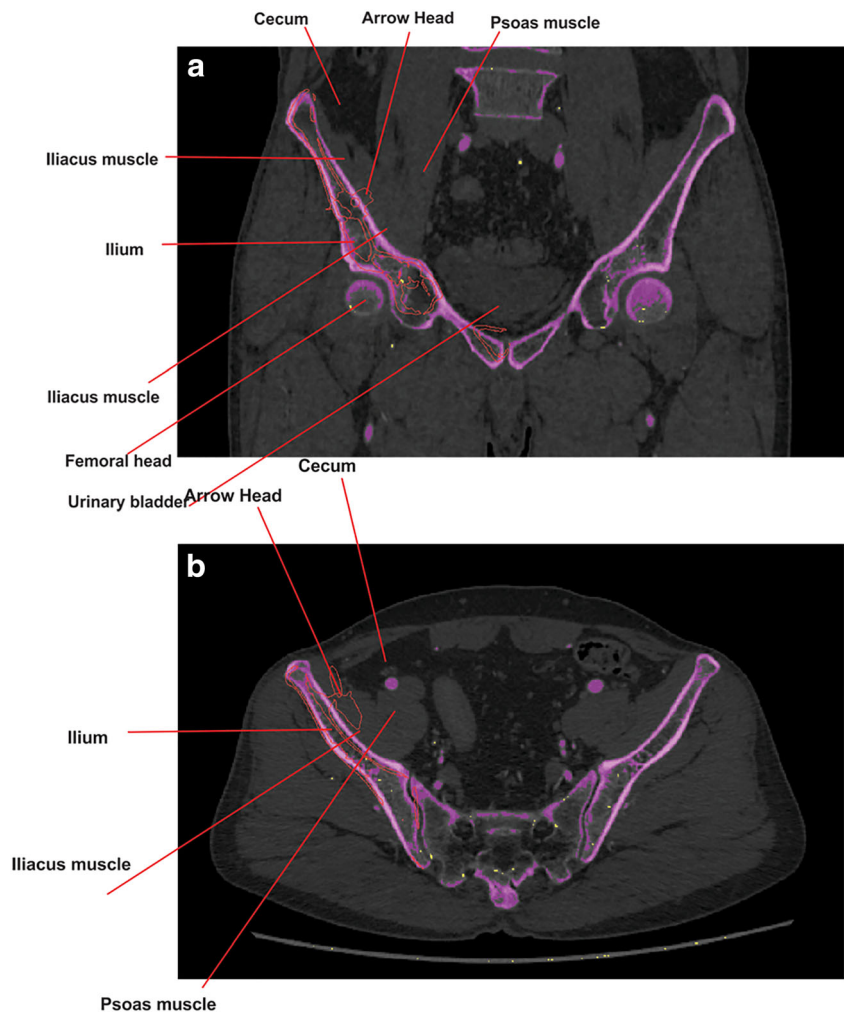 Cecum
Arrow Head
Psoas muscle
a
Iliacus muscle
Ilium
Iliacus muscle
Femoral head
Urinary bladder
Cecum
Arrow Head
b
Ilium
Iliacus muscle
Psoas muscle